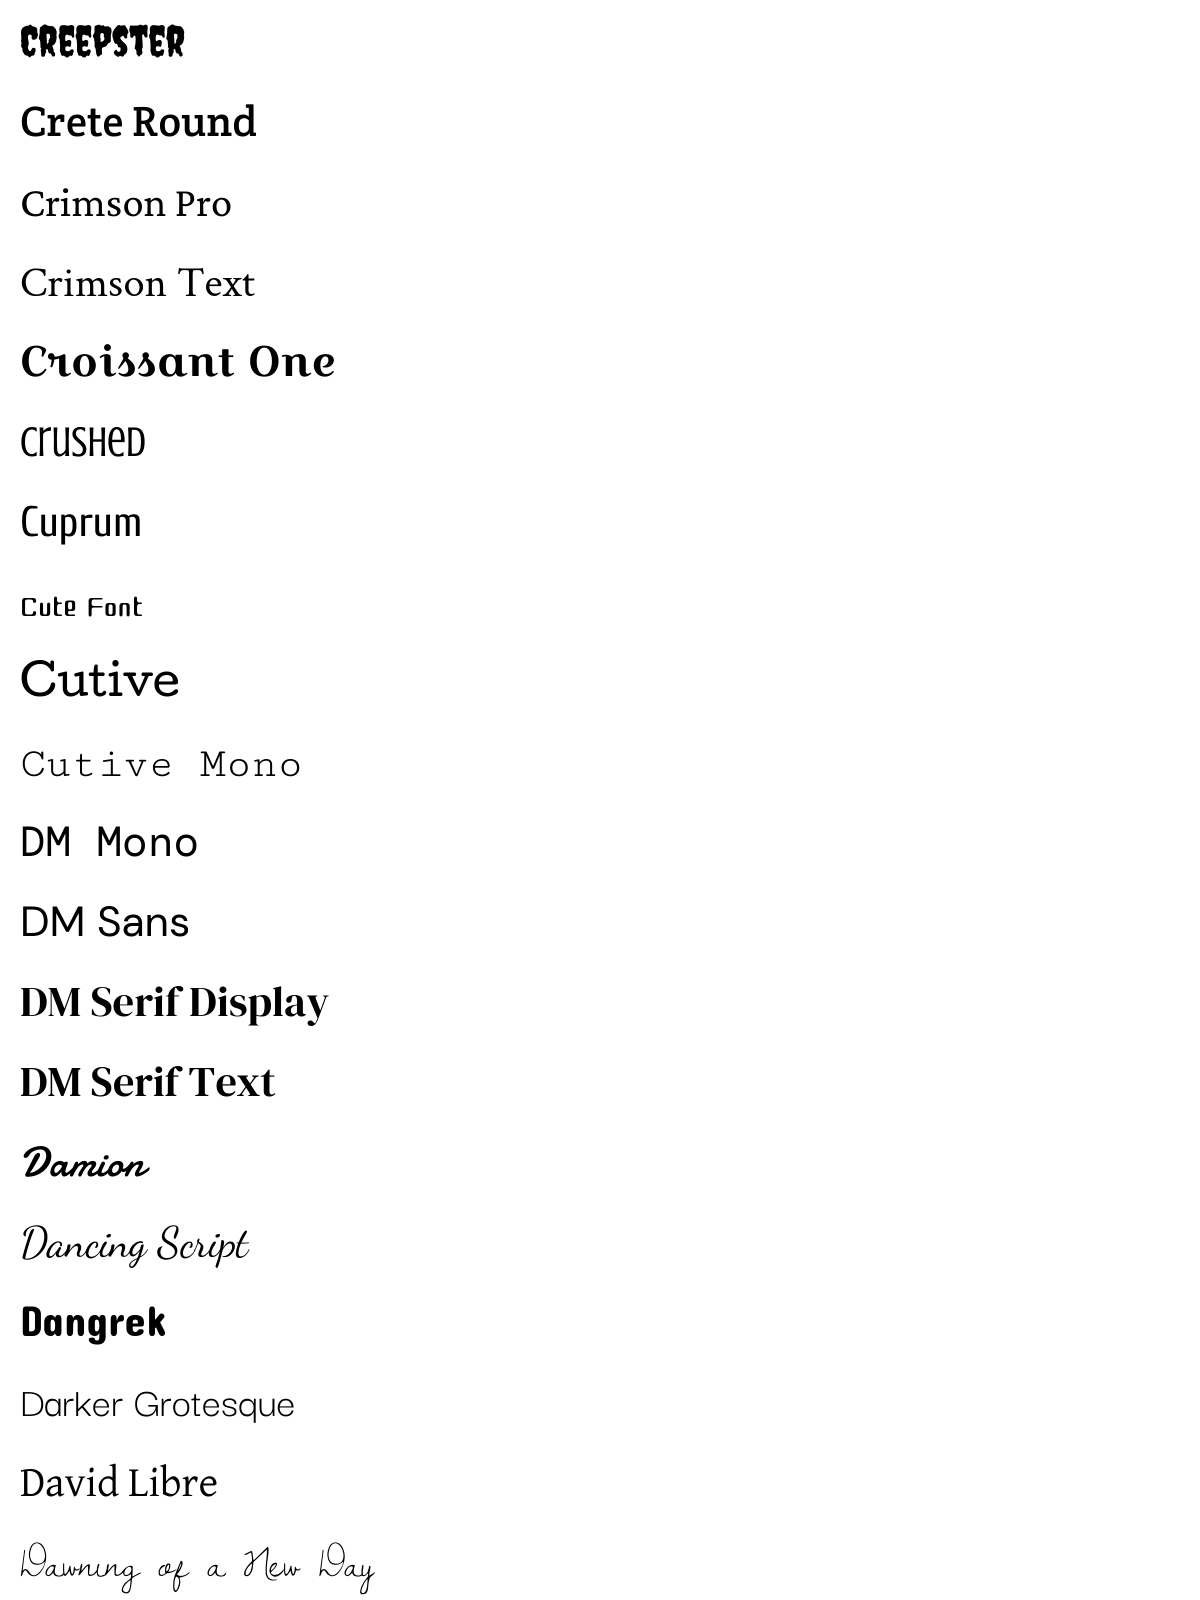 CREEPSTER
Crete Round
Crimson Pro
Crimson Text
Croissant One
Crushed
Cuprum
Cute Font
Cutive
Cutive Mono
DM Mono
DM Sans
DM Serif Display
DM Serif Text
Damion
Dancing Script
Dangrek
Darker Grotesque
David Libre
Dawning of a New Day